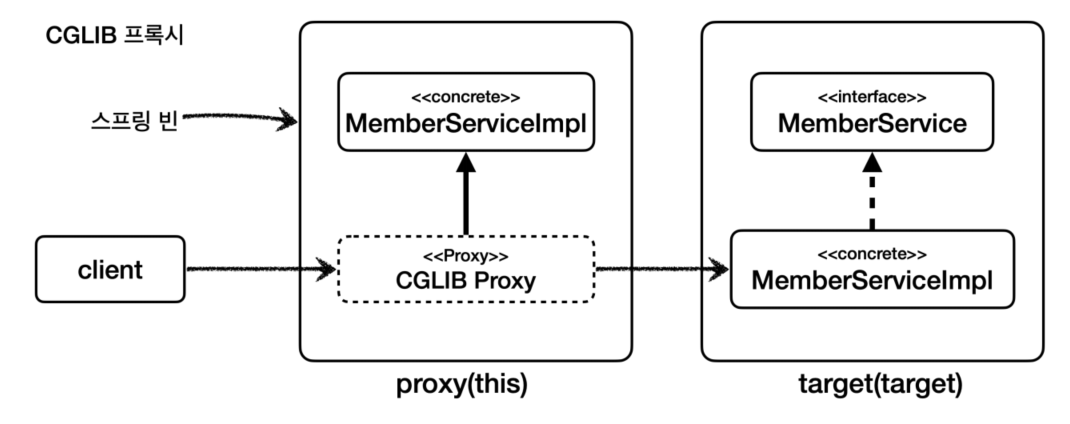 CGLIB 프록시
스프링 빈
client
<<concrete>>
MemberServiceImpl
<<Proxy>>
CGLIB Proxy
proxy(this)
<<interface>>
MemberService
<<concrete>>
MemberServiceImpl
target(target)